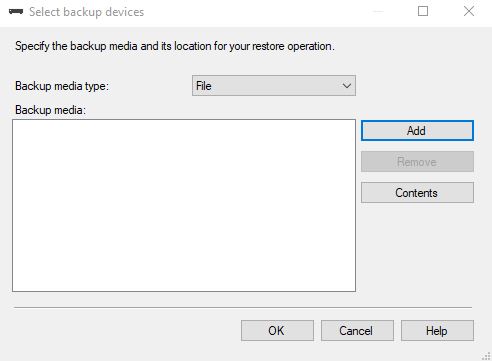 Select backup devices
Specify the backup media and its location for your restore operation.
Backup media type:
File
Backup media:
Add
Remove
Contents
OK
Cancel
Help